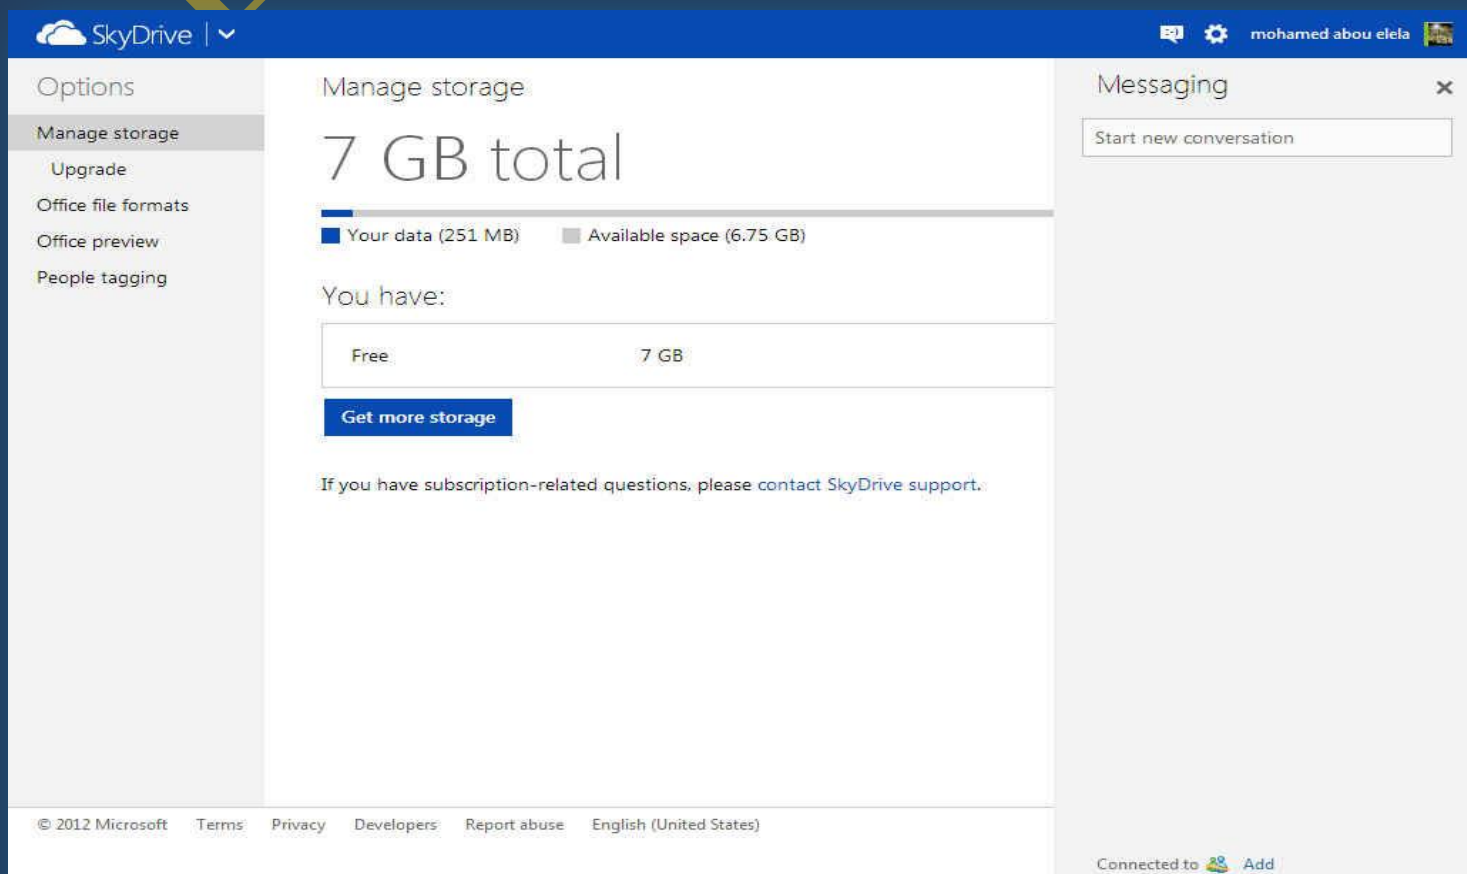 SkyDrive
mohamed abou elela
Options
Manage storage
Upgrade
Office file formats
Office preview
People tagging
Manage storage
7 GB total
Your data (251 MB) Available space (6.75 GB)
You have:
Free 7 GB
Get more storage
If you have subscription-related questions, please contact SkyDrive support.
Messaging
Start new conversation
© 2012 Microsoft Terms Privacy Developers Report abuse English (United States)
Connected to Add